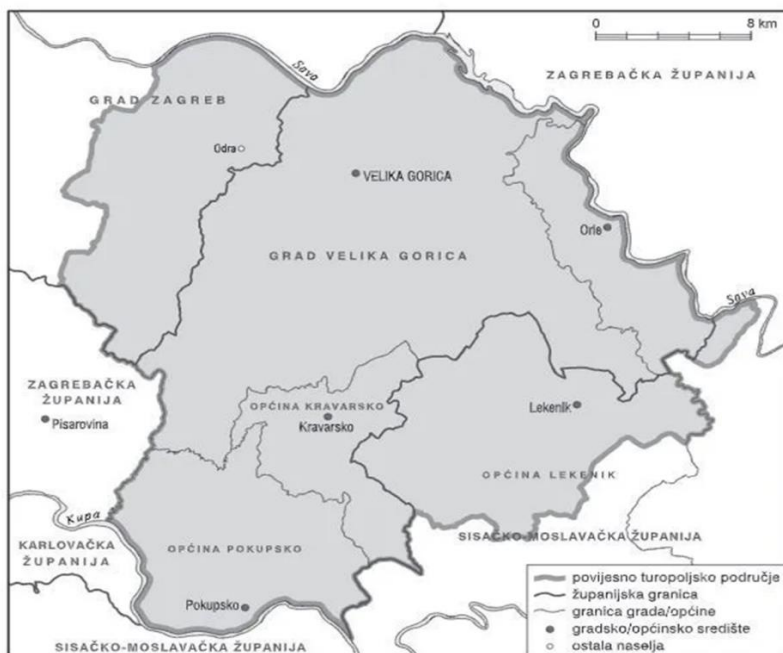 0 8 km
Sava
ZAGREBAČKA ŽUPANIJA
GRAD ZAGREB
Odra
VELIKA GORICA
Orle
GRAD VELIKA GORICA
Sava
ZAGREBAČKA
ŽUPANIJA
Pisarovina
OPĆINA KRAVARSKO
Kravarsko
Lekenik
OPĆINA LEKENIK
Kupa
KARLOVAČKA
ŽUPANIJA
OPĆINA POKUPSKO
SISAČKO-MOSLAVAČKA ŽUPANIJA
Pokupsko
SISAČKO-MOSLAVAČKA ŽUPANIJA
povijesno turopoljsko područje
županijska granica
granica grada/općine
gradsko/općinsko središte
ostala naselja